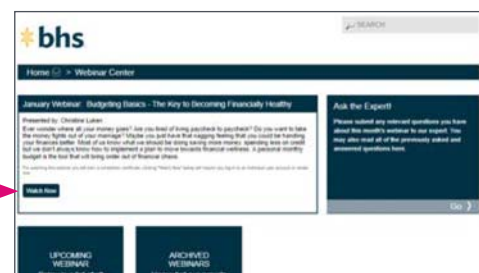 bhs
SEARCH
Home > Webinar Center
January Webinar: Budgeting Basics - The Key to Becoming Financially Healthy
Presented by: Christine Luken
Ever wonder where all your money goes? Are you tired of living paycheck to paycheck? Do you want to take
the money fights out of your marriage? Maybe you just have that nagging feeling that you could be handling
your finances better. Most of us know what we should be doing saving more money, spending less on credit
but we don't always know how to implement a plan to move towards financial wellness. A personal monthly
budget is the tool that will bring order out of financial chaos.
Watch Now
Ask the Expert!
Please submit any relevant questions you have
about this month's webinar to our expert. You
may also read all of the previously asked and
answered questions here.
Go
UPCOMING
WEBINAR
ARCHIVED
WEBINARS